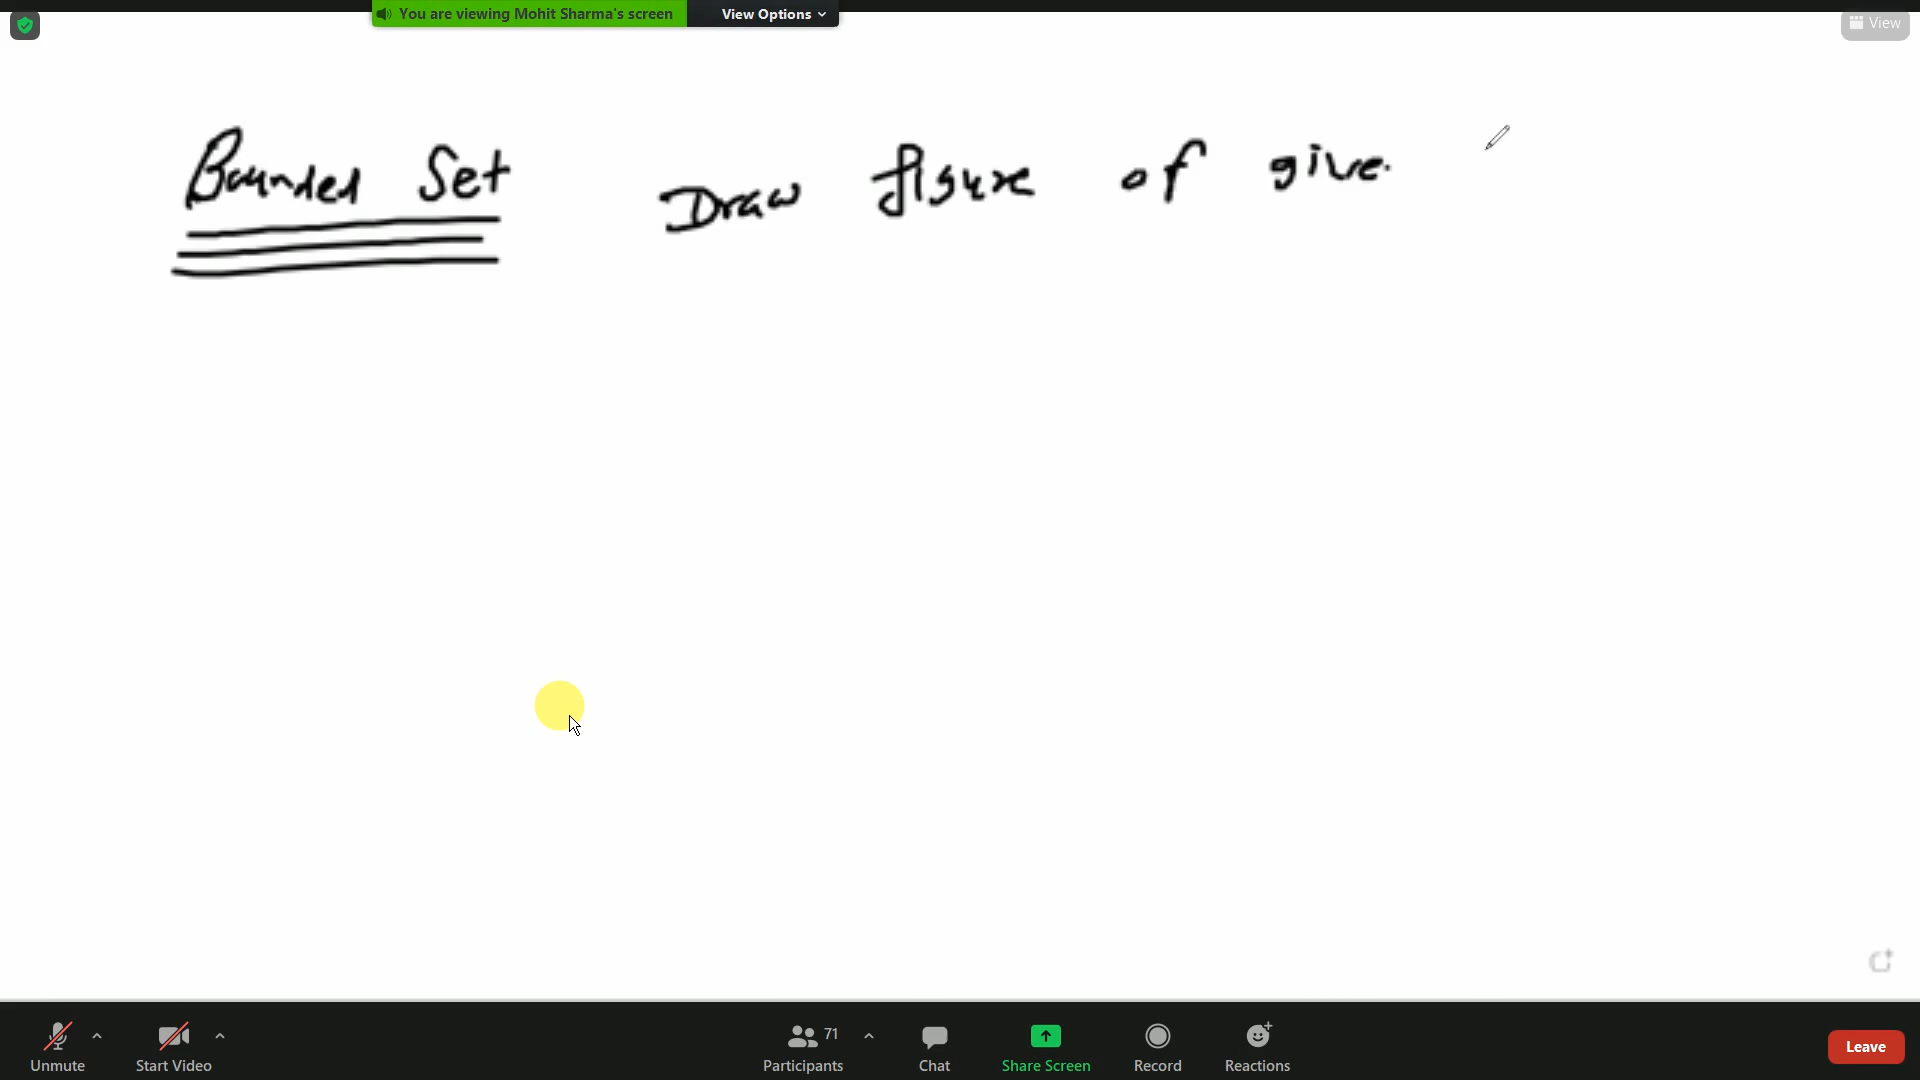 You are viewing Mohit Sharma's screen View Options
View
Bounded Set Draw figure of give.
71
Unmute Start Video Participants Chat Share Screen Record Reactions Leave